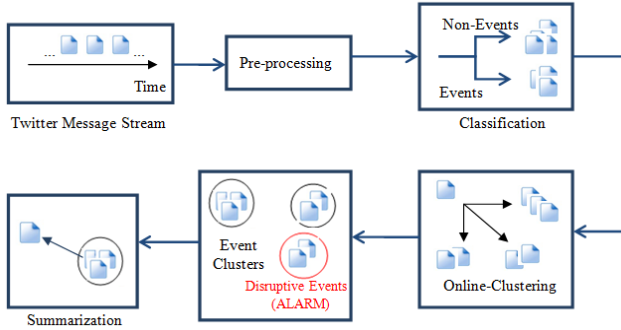 ... ...
Time
Twitter Message Stream
Pre-processing
Non-Events
Events
Classification
Online-Clustering
Event
Clusters
Disruptive Events
(ALARM)
Summarization